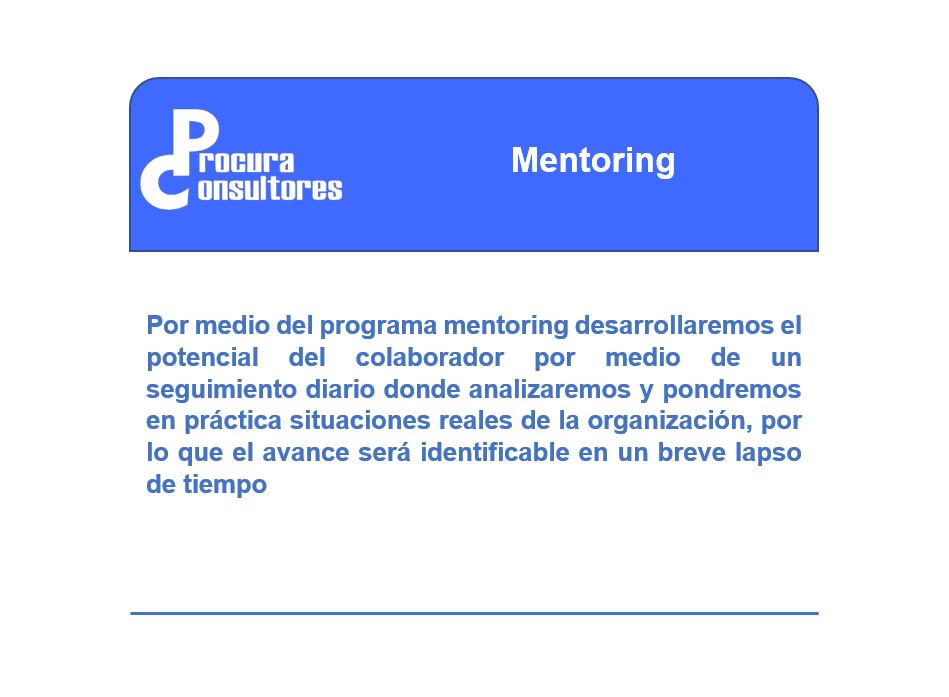 Procura
Consultores
Mentoring
Por medio del programa mentoring desarrollaremos el
potencial del colaborador por medio de un
seguimiento diario donde analizaremos y pondremos
en práctica situaciones reales de la organización, por
lo que el avance será identificable en un breve lapso
de tiempo